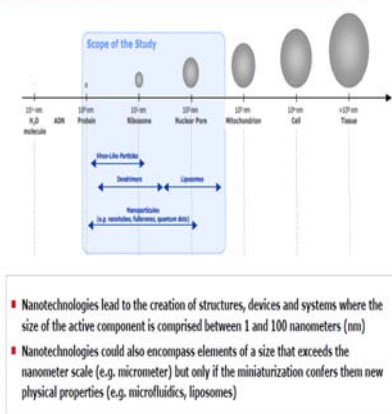 Scope of the Study
H₂O
molecule
ADN
Protein
Ribosome
Nuclear Pore
Mitochondrion
Cell
Tissue
Virus-Like Particles
Dendrimers
Liposomes
Nanoparticules
(e.g. nanotubes, fullerenes, quantum dots)
Nanotechnologies lead to the creation of structures, devices and systems where the
size of the active component is comprised between 1 and 100 nanometers (nm)
Nanotechnologies could also encompass elements of a size that exceeds the
nanometer scale (e.g. micrometer) but only if the miniaturization confers them new
physical properties (e.g. microfluidics, liposomes)